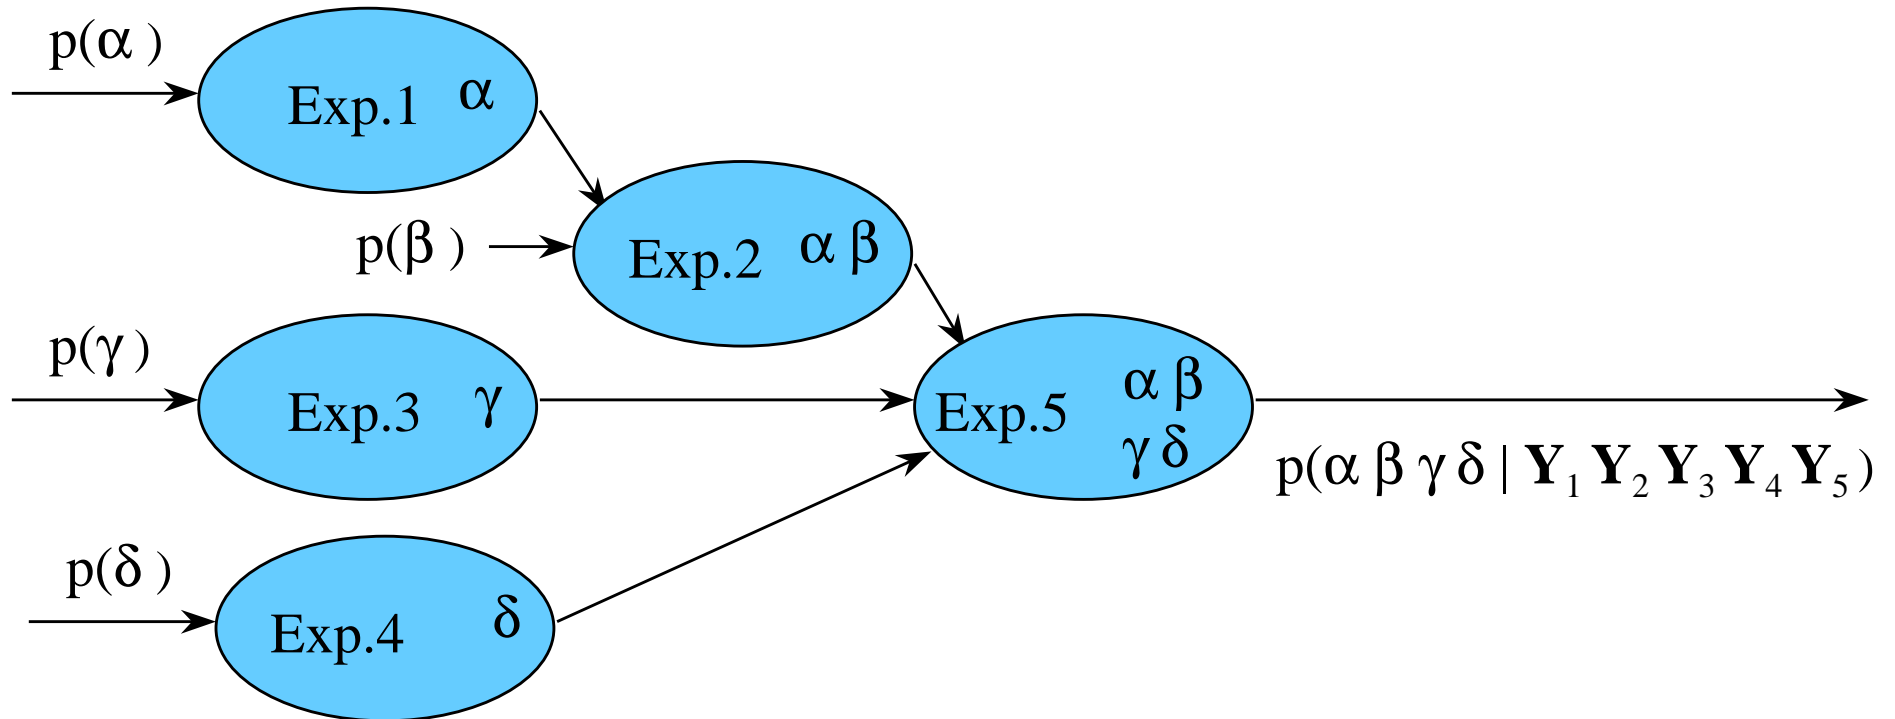 p(α )
Exp.1 α
p(β )
Exp.2 α β
p(γ )
Exp.3 γ
Exp.5 α β
γ δ
p(α β γ δ | Y₁ Y₂ Y₃ Y₄ Y₅ )
p(δ )
Exp.4 δ